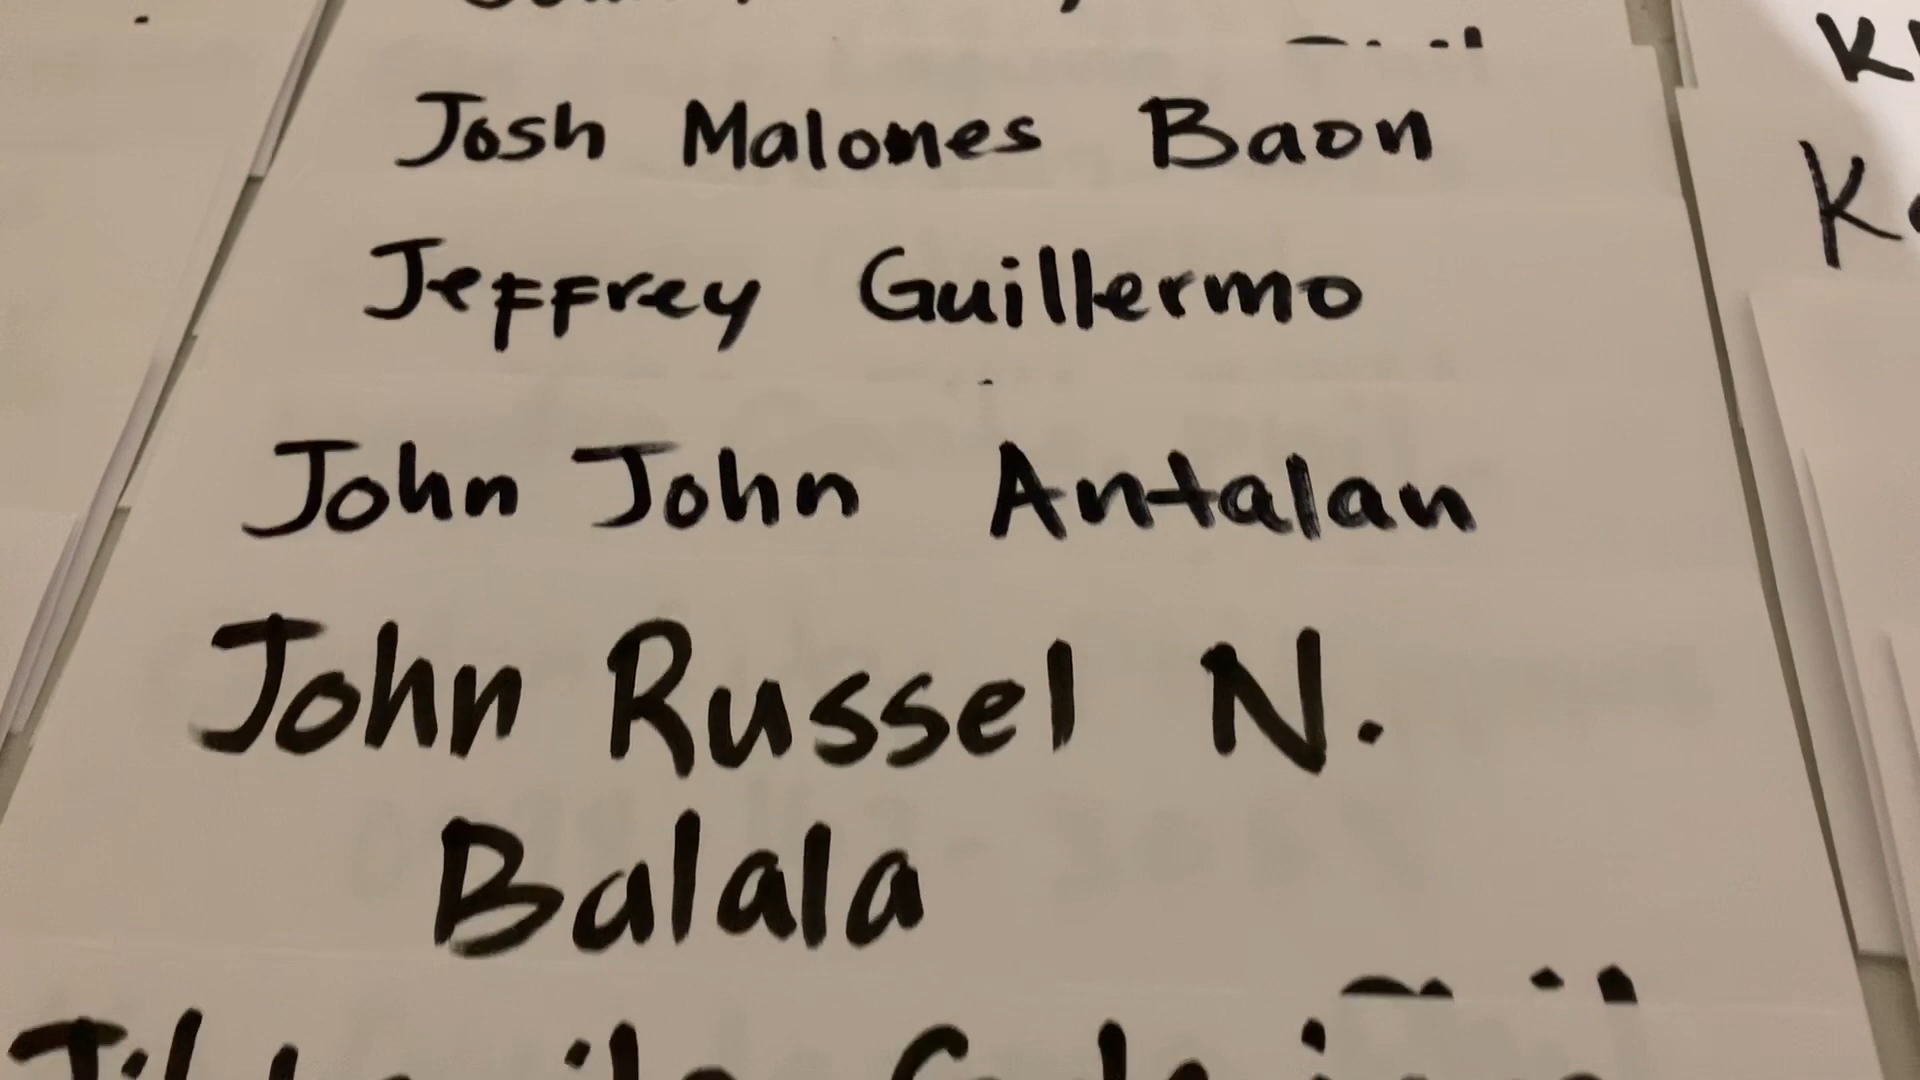 Josh Malones Baon
Jeffrey Guillermo
John John Antalan
John Russel N.
Balala